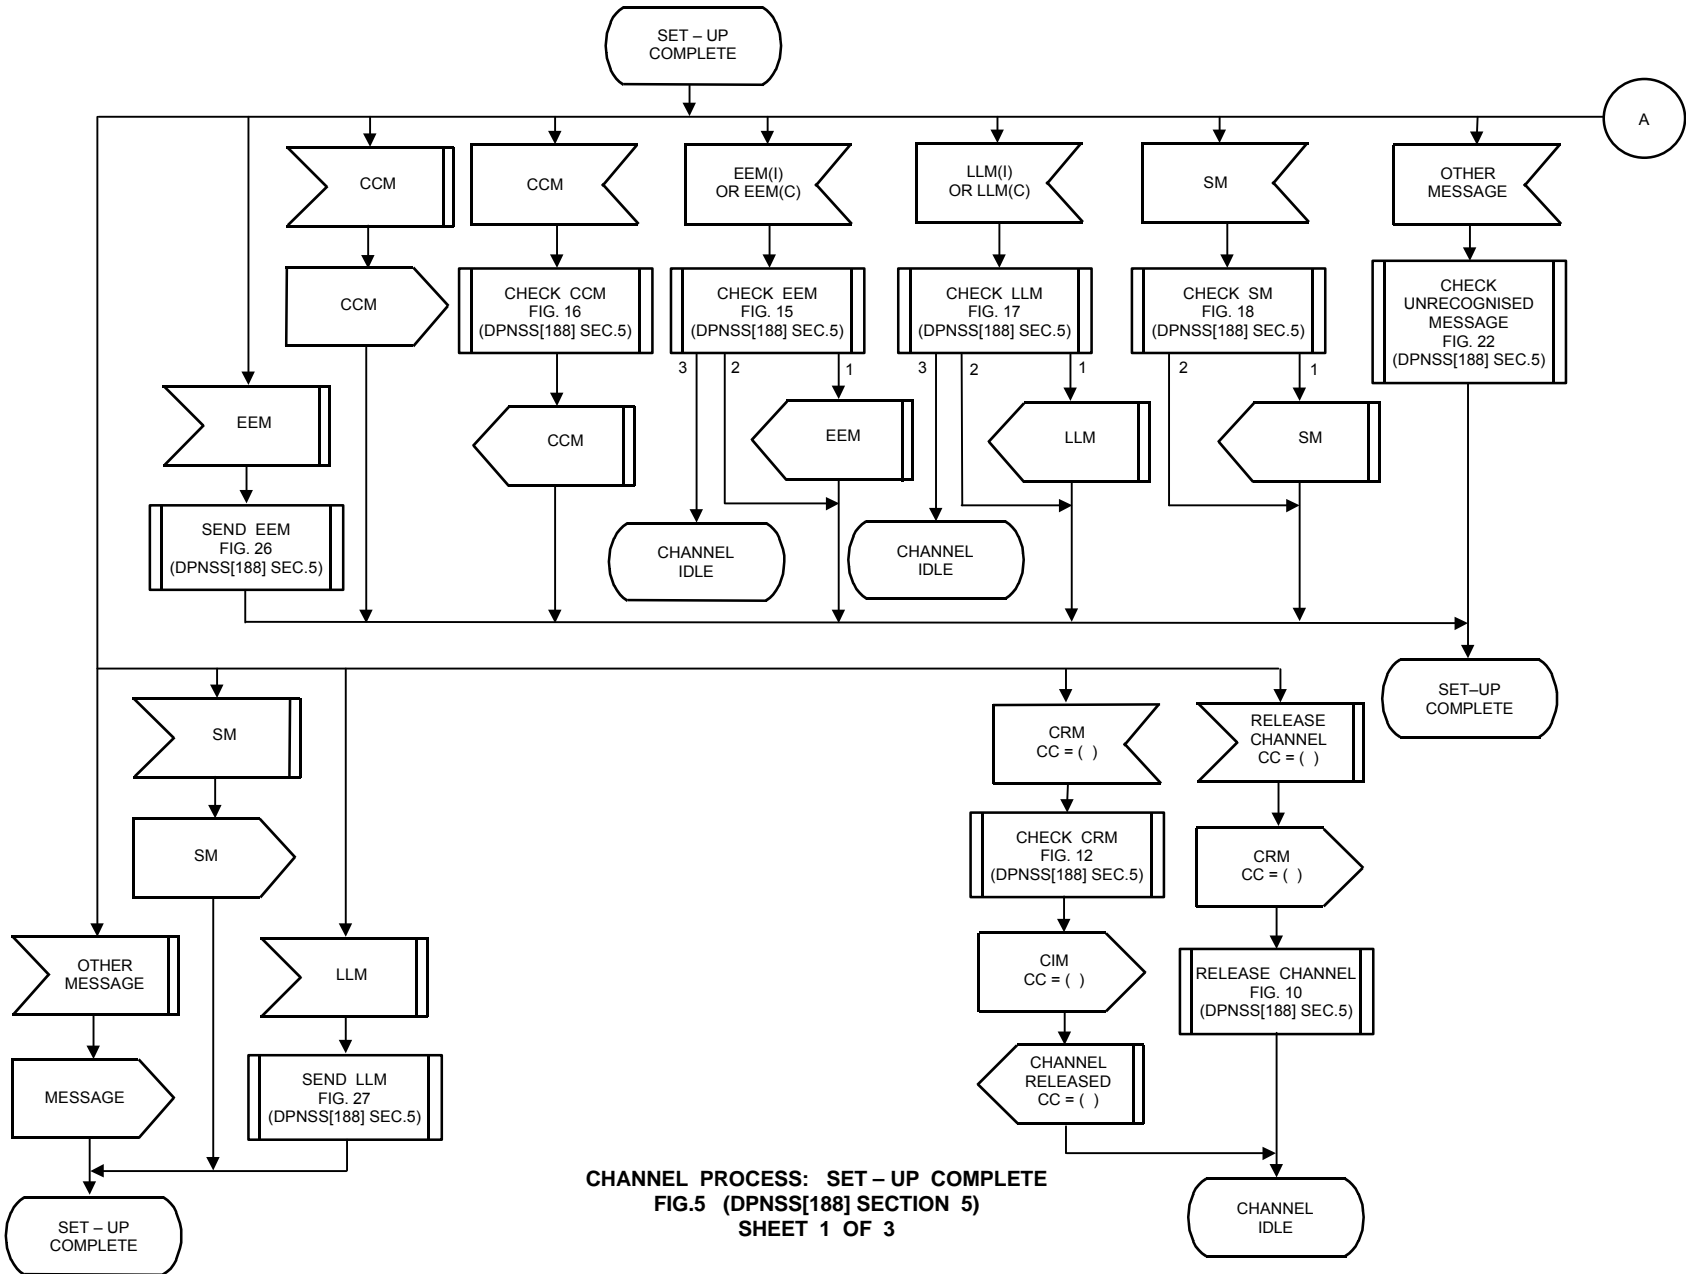 SET – UP
COMPLETE
A
CCM
CCM
EEM(I)
OR EEM(C)
LLM(I)
OR LLM(C)
SM
OTHER
MESSAGE
CCM
CHECK CCM
FIG. 16
(DPNSS[188] SEC.5)
CHECK EEM
FIG. 15
(DPNSS[188] SEC.5)
CHECK LLM
FIG. 17
(DPNSS[188] SEC.5)
CHECK SM
FIG. 18
(DPNSS[188] SEC.5)
CHECK
UNRECOGNISED
MESSAGE
FIG. 22
(DPNSS[188] SEC.5)
3
2
1
3
2
1
2
1
EEM
CCM
EEM
LLM
SM
SEND EEM
FIG. 26
(DPNSS[188] SEC.5)
CHANNEL
IDLE
CHANNEL
IDLE
SET–UP
COMPLETE
SM
CRM
CC = ( )
RELEASE
CHANNEL
CC = ( )
SM
CHECK CRM
FIG. 12
(DPNSS[188] SEC.5)
CRM
CC = ( )
OTHER
MESSAGE
LLM
CIM
CC = ( )
RELEASE CHANNEL
FIG. 10
(DPNSS[188] SEC.5)
MESSAGE
SEND LLM
FIG. 27
(DPNSS[188] SEC.5)
CHANNEL
RELEASED
CC = ( )
SET – UP
COMPLETE
CHANNEL PROCESS: SET – UP COMPLETE
FIG.5 (DPNSS[188] SECTION 5)
SHEET 1 OF 3
CHANNEL
IDLE